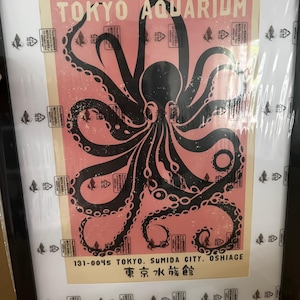 TOKYO AQUARIUM
131-0045 TOKYO. SUMIDA CITY. OSHIAGE
東京水族館